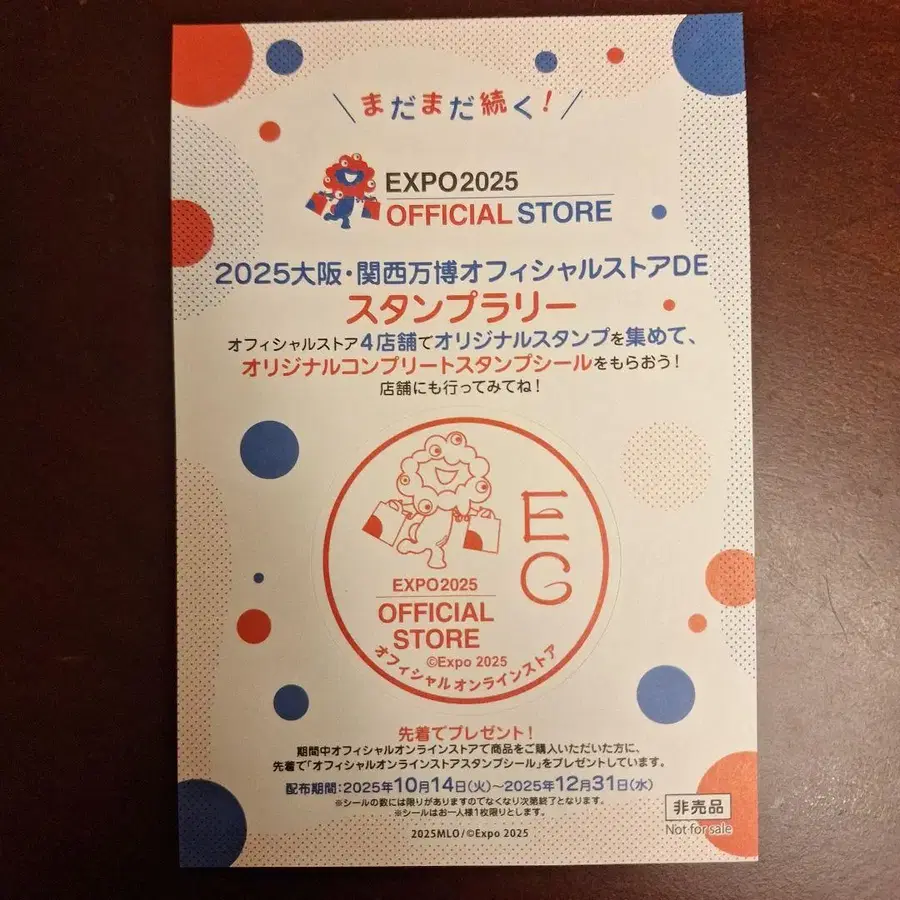 まだまだ続く!
EXPO2025
OFFICIAL STORE
2025大阪・関西万博オフィシャルストアDE
スタンプラリー
オフィシャルストア4店舗でオリジナルスタンプを集めて、
オリジナルコンプリートスタンプシールをもらおう!
店舗にも行ってみてね!
EC
EXPO2025
OFFICIAL
STORE
©Expo 2025
オフィシャルオンラインストア
先着でプレゼント!
期間中オフィシャルオンラインストアで商品をご購入いただいた方に、
先着で「オフィシャルオンラインストアスタンプシール」をプレゼントしています。
配布期間:2025年10月14日(火)〜2025年12月31日(水)
※シールの数には限りがありますのでなくなり次第終了となります。
※シールはお一人様1枚限りとします。
非売品
Not for sale
2025MLO/©Expo 2025